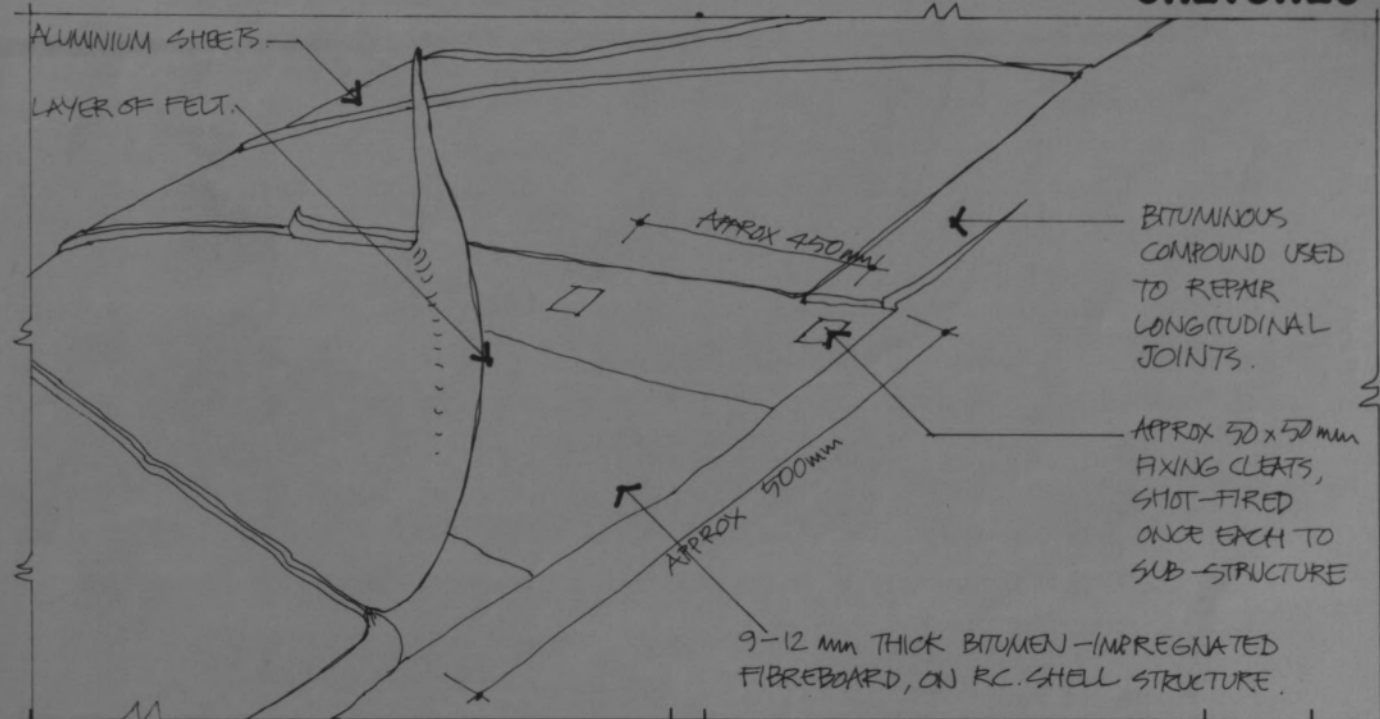 ALUMINIUM SHEETS.
LAYER OF FELT.
APPROX 450mm
BITUMINOUS
COMPOUND USED
TO REPAIR
LONGITUDINAL
JOINTS.
APPROX 50 x 50 mm
FIXING CLEATS,
SHOT-FIRED
ONCE EACH TO
SUB-STRUCTURE
APPROX 500mm
9-12 mm THICK BITUMEN-IMPREGNATED
FIBREBOARD, ON RC. SHELL STRUCTURE.